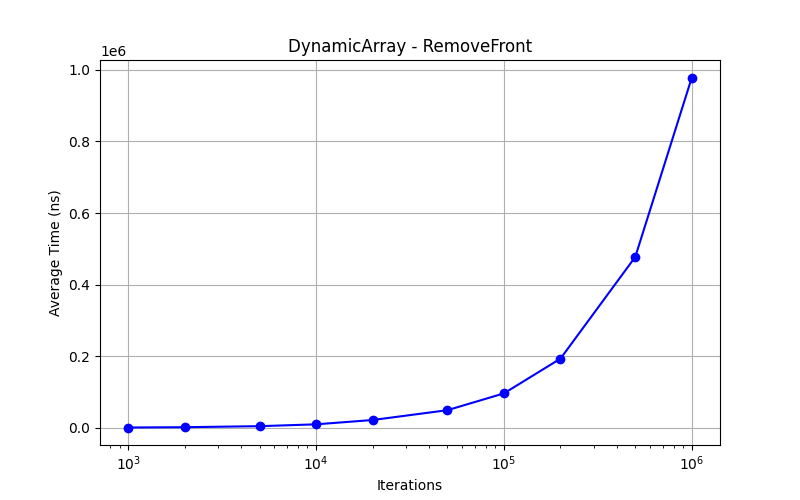 DynamicArray - RemoveFront
1e6
1.0
0.8
0.6
0.4
0.2
0.0
Average Time (ns)
10³ 10⁴ 10⁵ 10⁶
Iterations